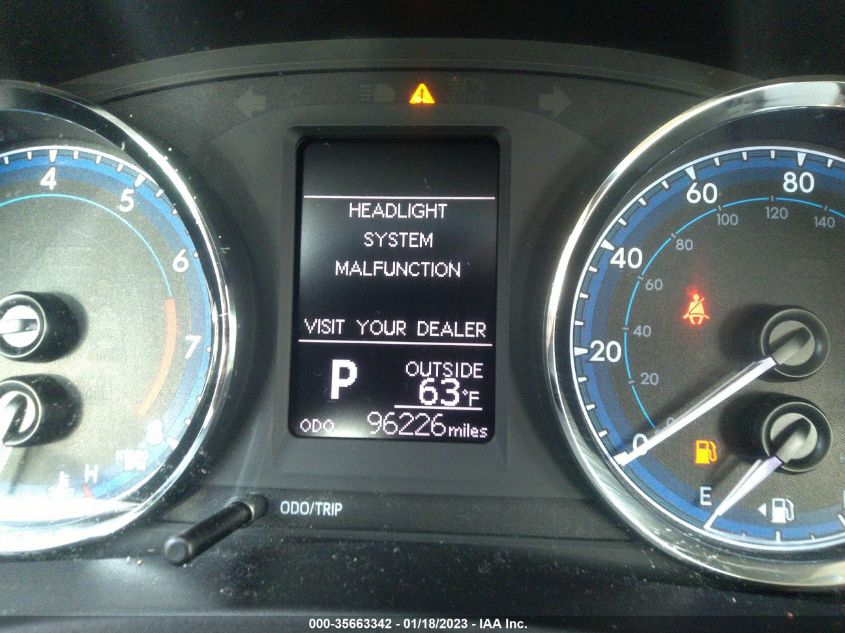 4
5
6
7
8
H
HEADLIGHT
SYSTEM
MALFUNCTION
VISIT YOUR DEALER
P
OUTSIDE
63°F
ODO 96226 miles
ODO/TRIP
80
60
40
20
0
140
120
100
80
60
40
20
0
E
000-35663342 — 01/18/2023 — IAA Inc.